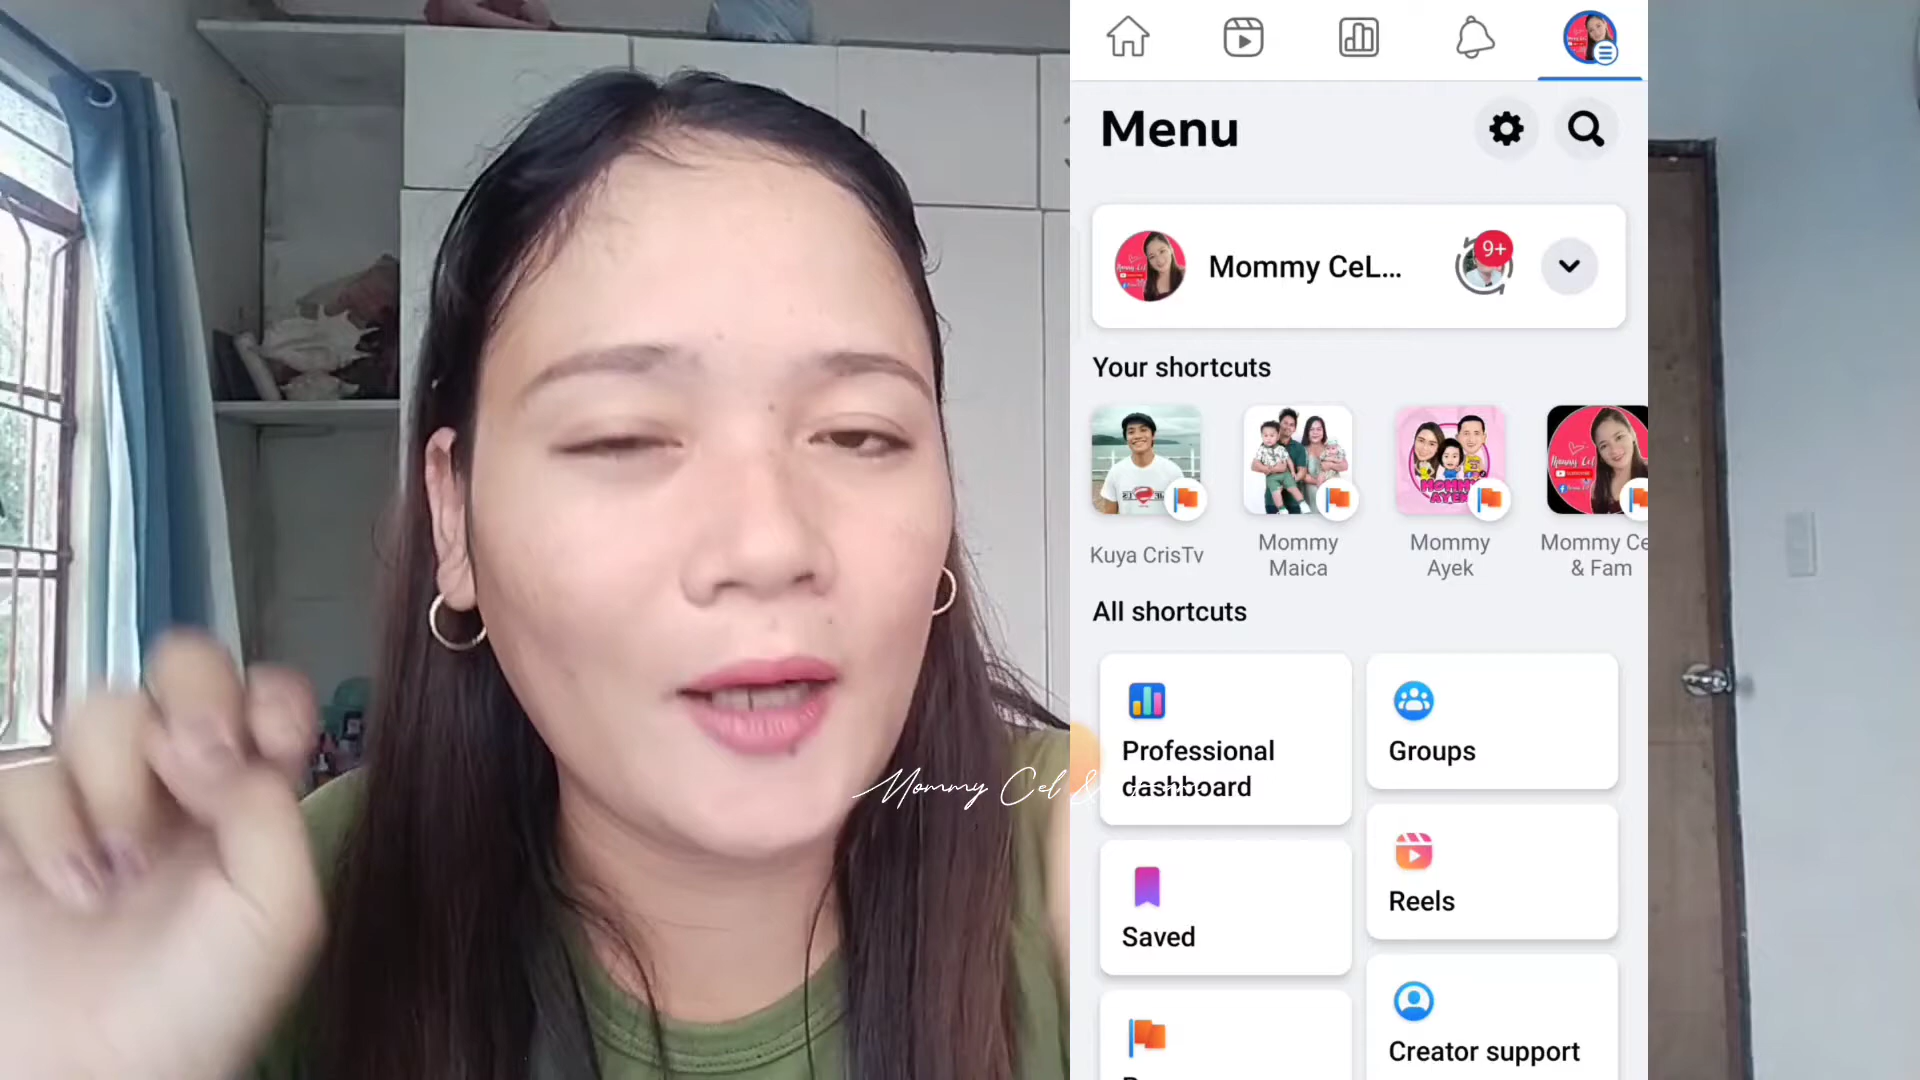 Menu
Mommy CeL...
9+
Your shortcuts
Kuya CrisTv
Mommy
Maica
Mommy
Ayek
Mommy Ce
& Fam
All shortcuts
Professional
dashboard
Groups
Saved
Reels
Creator support
Mommy Cel &